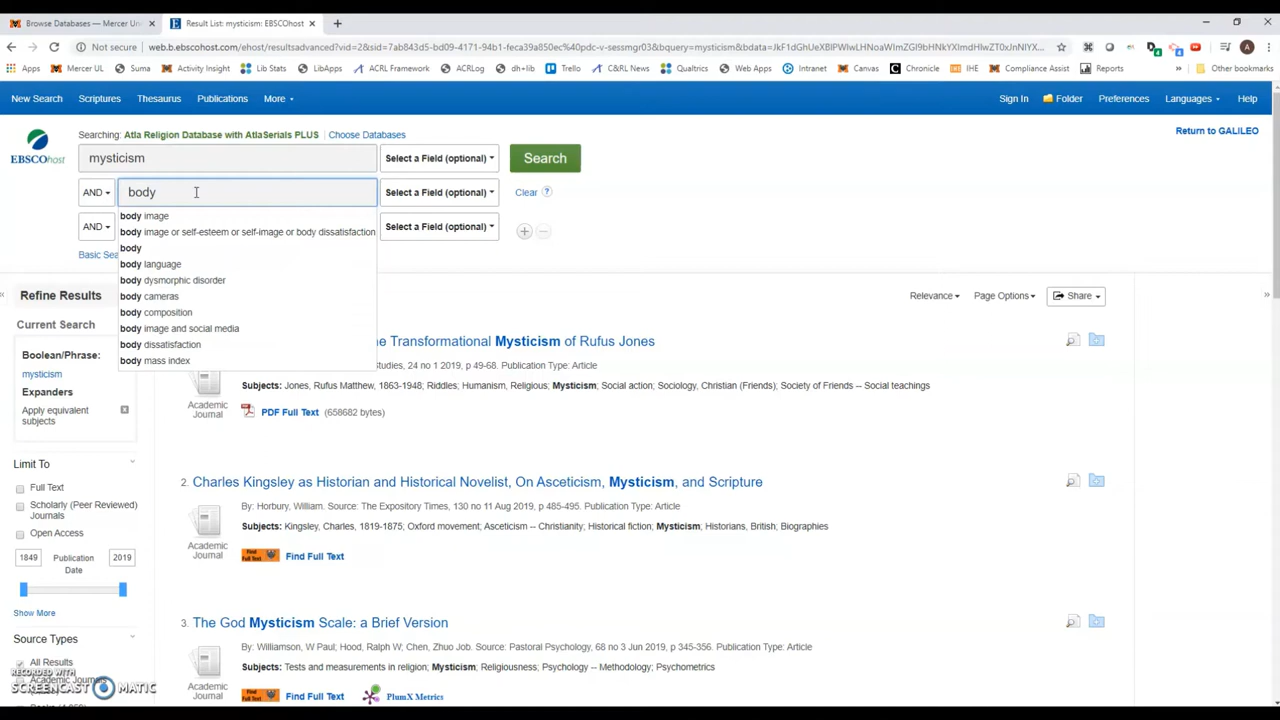 Browse Databases — Mercer Uni
Result List: mysticism: EBSCOhost
Not secure
web.b.ebscohost.com/ehost/resultsadvanced?vid=2&sid=7ab843d5-bd09-4171-94b1-feca39a850ec%40pdc-v-sessmgr03&bquery=mysticism&bdata=
A
Apps Mercer UL Suma Activity Insight Lib Stats LibApps ACRL Framework ACRLog dh+lib Trello C&RL News Qualtrics Web Apps Intranet Canvas Chronicle IHE Compliance Assist Reports » Other bookmarks
New Search Scriptures Thesaurus Publications More Sign In Folder Preferences Languages Help
Return to GALILEO
EBSCOhost
Searching: Atla Religion Database with AtlaSerials PLUS Choose Databases
mysticism Select a Field (optional) Search
AND body Select a Field (optional) Clear ?
AND Select a Field (optional)
Basic Sea
body image
body image or self-esteem or self-image or body dissatisfaction
body
body language
body dysmorphic disorder
body cameras
body composition
body image and social media
body dissatisfaction
body mass index
Refine Results
Current Search
Boolean/Phrase:
mysticism
Expanders
Apply equivalent
subjects
Limit To
Full Text
Scholarly (Peer Reviewed)
Journals
Open Access
1849 Publication Date 2019
Show More
Source Types
All Results
RECORDED WITH
SCREENCAST MATIC
Relevance Page Options Share
he Transformational Mysticism of Rufus Jones
tudies, 24 no 1 2019, p 49-68. Publication Type: Article
Subjects: Jones, Rufus Matthew, 1863-1948; Riddles; Humanism, Religious; Mysticism; Social action; Sociology, Christian (Friends); Society of Friends -- Social teachings
Academic
Journal
PDF Full Text (658682 bytes)
2. Charles Kingsley as Historian and Historical Novelist, On Asceticism, Mysticism, and Scripture
By: Horbury, William. Source: The Expository Times, 130 no 11 Aug 2019, p 485-495. Publication Type: Article
Subjects: Kingsley, Charles, 1819-1875; Oxford movement; Asceticism -- Christianity; Historical fiction; Mysticism; Historians, British; Biographies
Academic
Journal
Find Full Text
3. The God Mysticism Scale: a Brief Version
By: Williamson, W Paul; Hood, Ralph W; Chen, Zhuo Job. Source: Pastoral Psychology, 68 no 3 Jun 2019, p 345-356. Publication Type: Article
Subjects: Tests and measurements in religion; Mysticism; Religiousness; Psychology -- Methodology; Psychometrics
Academic
Journal
Find Full Text PlumX Metrics